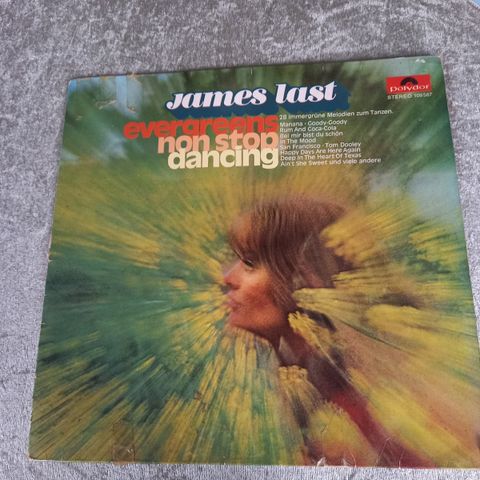 Polydor
STEREO 109567
james last
evergreens
non stop
dancing
28 immergrüne Melodien zum Tanzen.
Manana · Goody-Goody
Rum And Coca-Cola
Bei mir bist du schön
In The Mood
San Francisco · Tom Dooley
Happy Days Are Here Again
Deep In The Heart Of Texas
Ain't She Sweet und viele andere